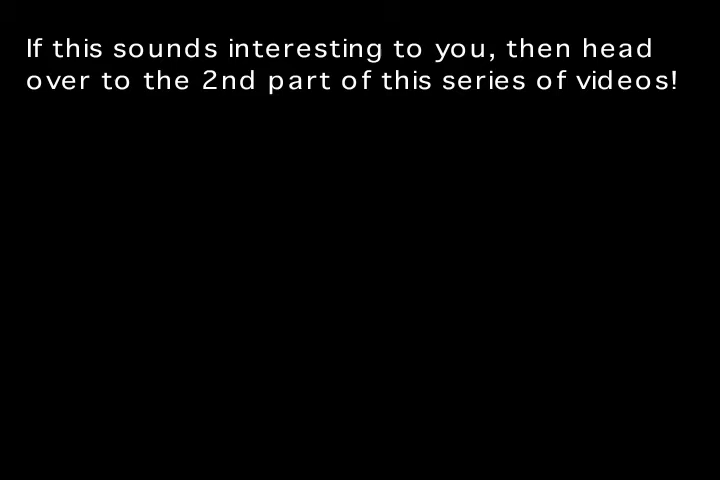 If this sounds interesting to you, then head
over to the 2nd part of this series of videos!